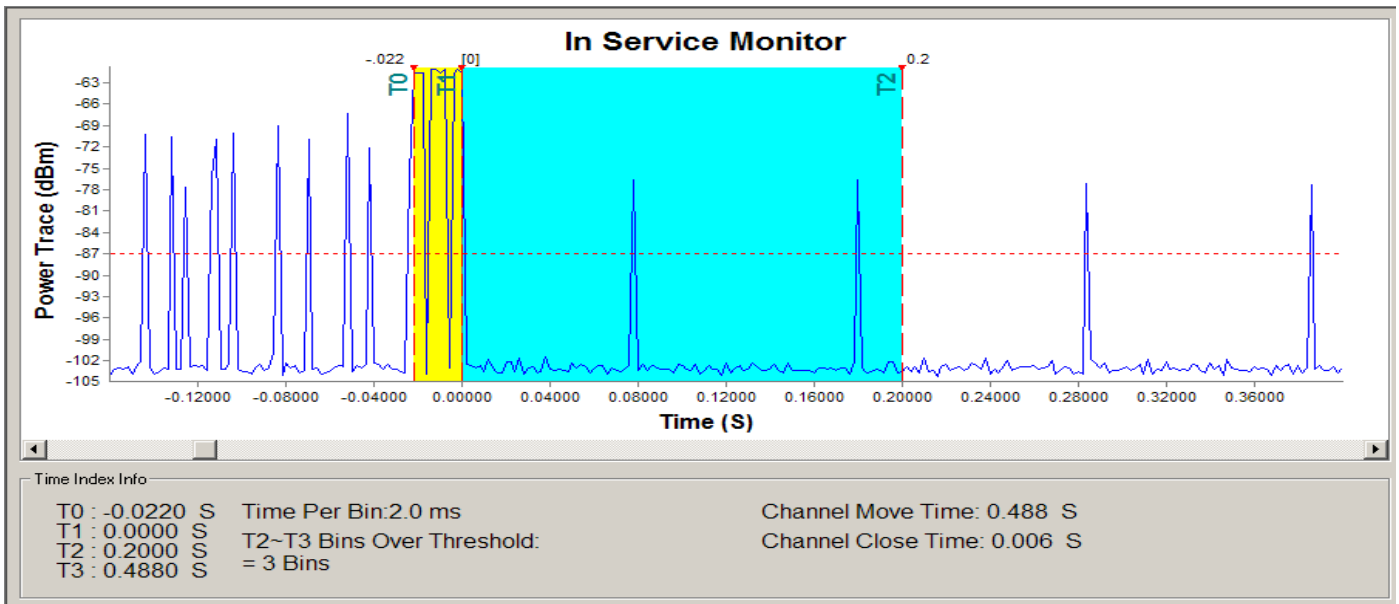 In Service Monitor
-.022 [0] 0.2
T0 T1 T2
Power Trace (dBm)
-63
-66
-69
-72
-75
-78
-81
-84
-87
-90
-93
-96
-99
-102
-105
-0.12000 -0.08000 -0.04000 0.00000 0.04000 0.08000 0.12000 0.16000 0.20000 0.24000 0.28000 0.32000 0.36000
Time (S)
Time Index Info
T0 : -0.0220 S
T1 : 0.0000 S
T2 : 0.2000 S
T3 : 0.4880 S
Time Per Bin:2.0 ms
T2~T3 Bins Over Threshold:
= 3 Bins
Channel Move Time: 0.488 S
Channel Close Time: 0.006 S